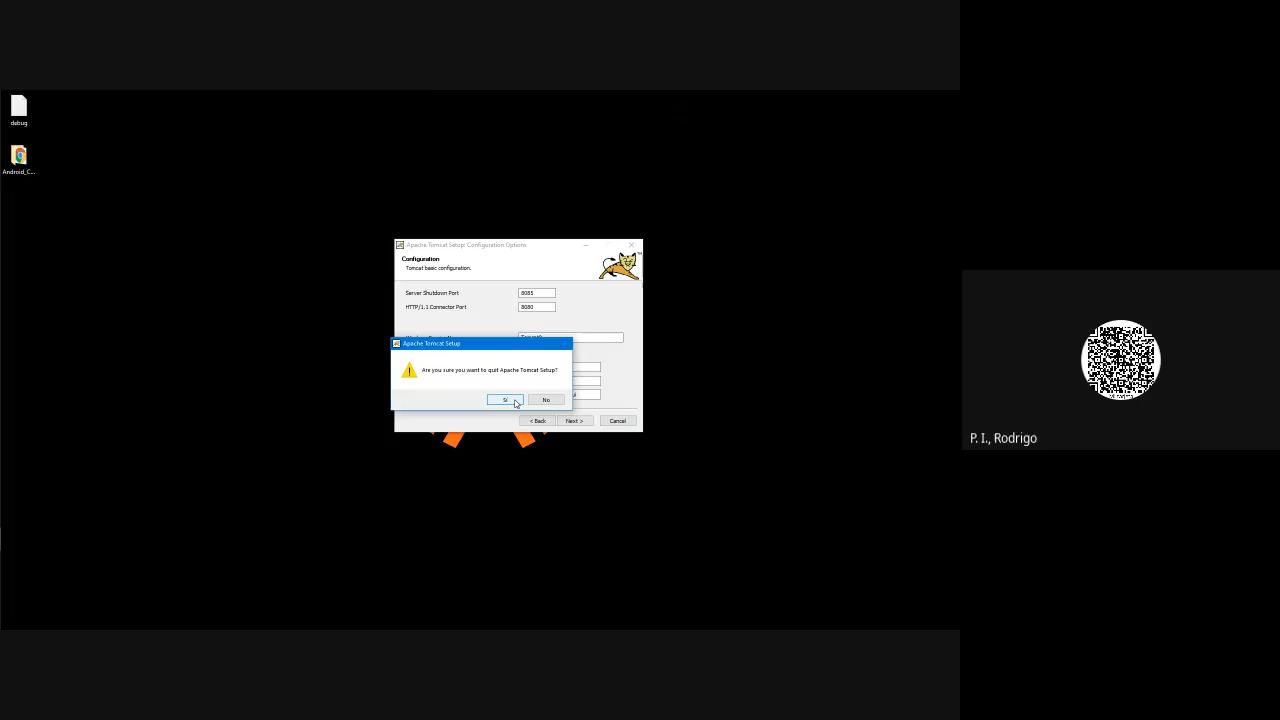 debug
Android_C...
Apache Tomcat Setup: Configuration Options
Configuration
Tomcat basic configuration.
TM
Server Shutdown Port
8085
HTTP/1.1 Connector Port
8080
Apache Tomcat Setup
Are you sure you want to quit Apache Tomcat Setup?
Sí
No
< Back
Next >
Cancel
P. I., Rodrigo